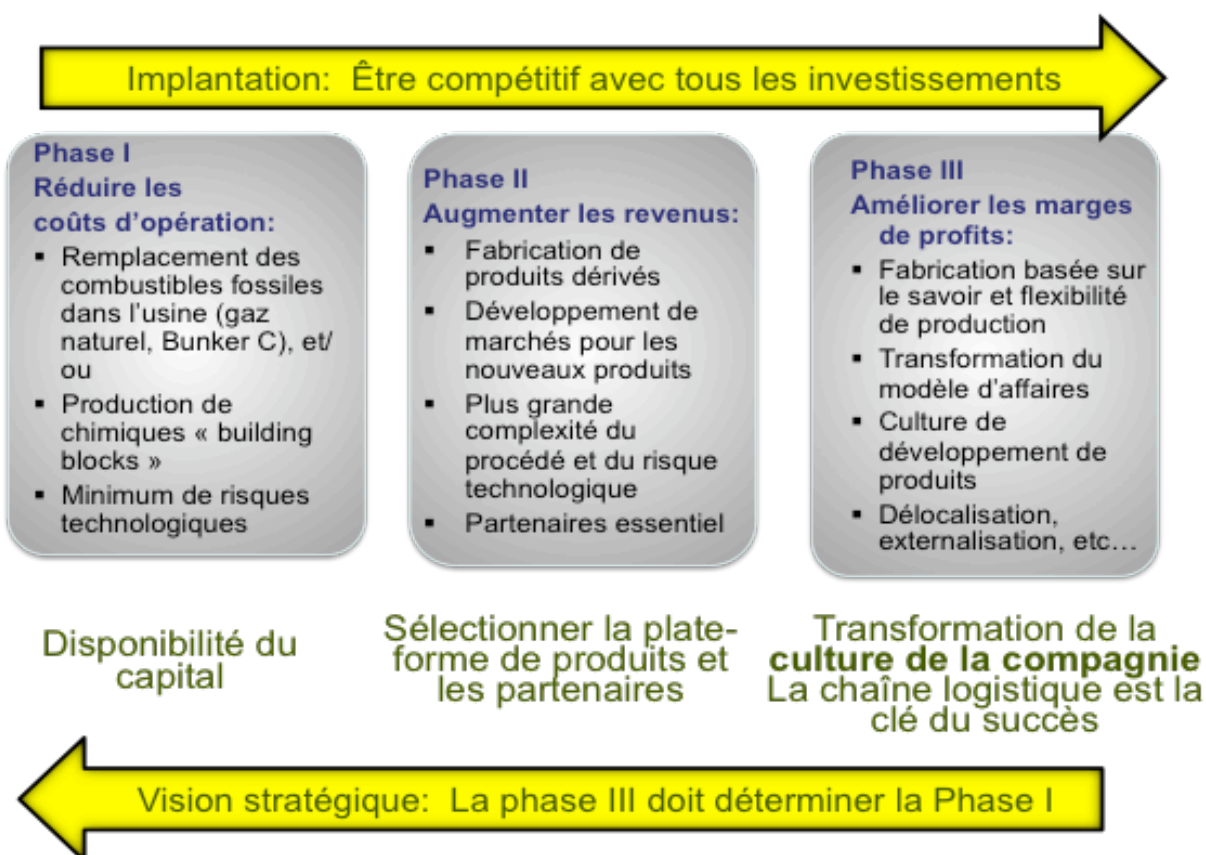 Implantation: Être compétitif avec tous les investissements
Phase I
Réduire les
coûts d'opération:
▪ Remplacement des
combustibles fossiles
dans l'usine (gaz
naturel, Bunker C), et/
ou
▪ Production de
chimiques « building
blocks »
▪ Minimum de risques
technologiques
Phase II
Augmenter les revenus:
▪ Fabrication de
produits dérivés
▪ Développement de
marchés pour les
nouveaux produits
▪ Plus grande
complexité du
procédé et du risque
technologique
▪ Partenaires essentiel
Phase III
Améliorer les marges
de profits:
▪ Fabrication basée sur
le savoir et flexibilité
de production
▪ Transformation du
modèle d'affaires
▪ Culture de
développement de
produits
▪ Délocalisation,
externalisation, etc…
Disponibilité du
capital
Sélectionner la plate-
forme de produits et
les partenaires
Transformation de la
culture de la compagnie
La chaîne logistique est la
clé du succès
Vision stratégique: La phase III doit déterminer la Phase I